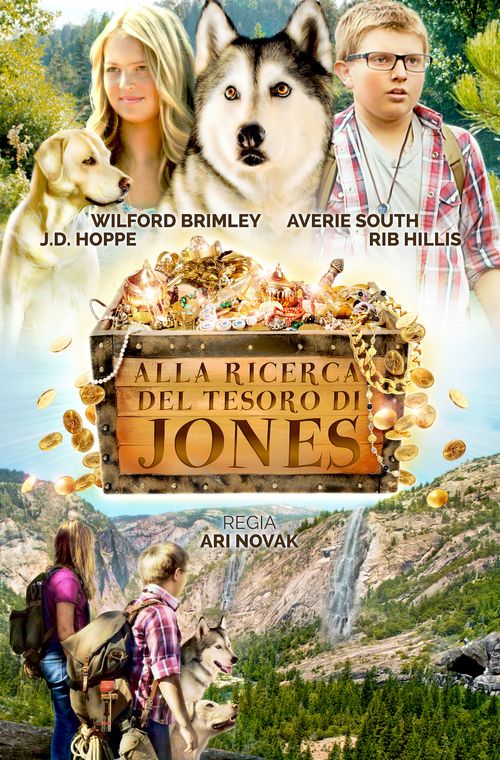 WILFORD BRIMLEY AVERIE SOUTH
J.D. HOPPE RIB HILLIS
ALLA RICERCA
DEL TESORO DI
JONES
REGIA
ARI NOVAK